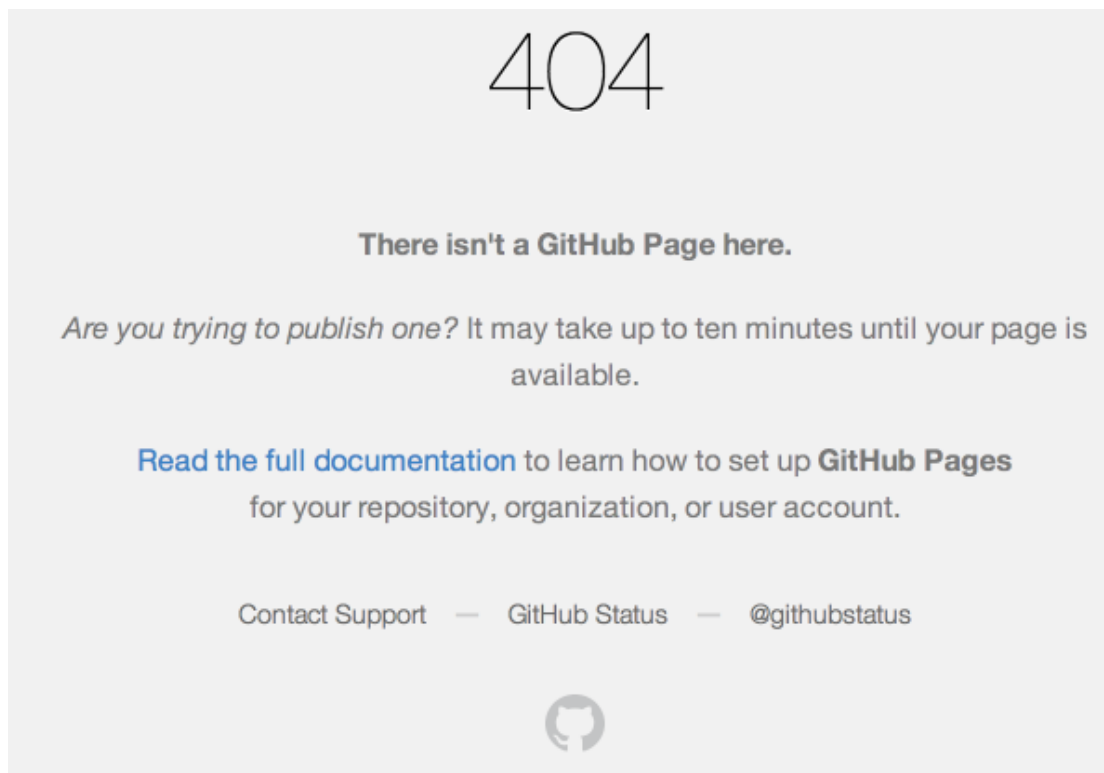 404
There isn't a GitHub Page here.
Are you trying to publish one? It may take up to ten minutes until your page is
available.
Read the full documentation to learn how to set up GitHub Pages
for your repository, organization, or user account.
Contact Support — GitHub Status — @githubstatus